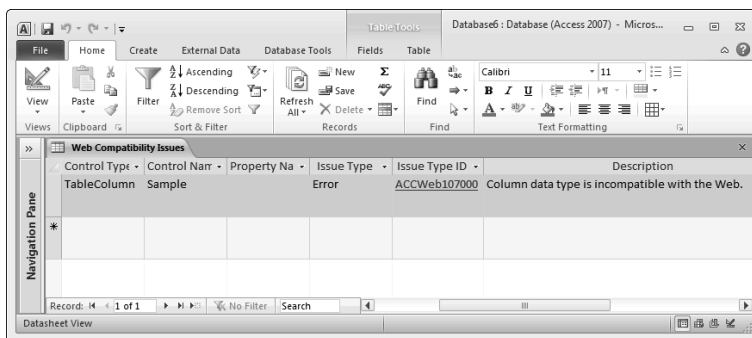 Table Tools
Database6 : Database (Access 2007) - Micros...
File Home Create External Data Database Tools Fields Table
View
Paste
Filter
Ascending
Descending
Remove Sort
Refresh All
New
Save
Delete
Find
Calibri 11
B I U
A
Views Clipboard Sort & Filter Records Find Text Formatting
Web Compatibility Issues
Control Type Control Nam Property Na Issue Type Issue Type ID Description
TableColumn Sample Error ACCWeb107000 Column data type is incompatible with the Web.
Navigation Pane
Record: 1 of 1 No Filter Search
Datasheet View